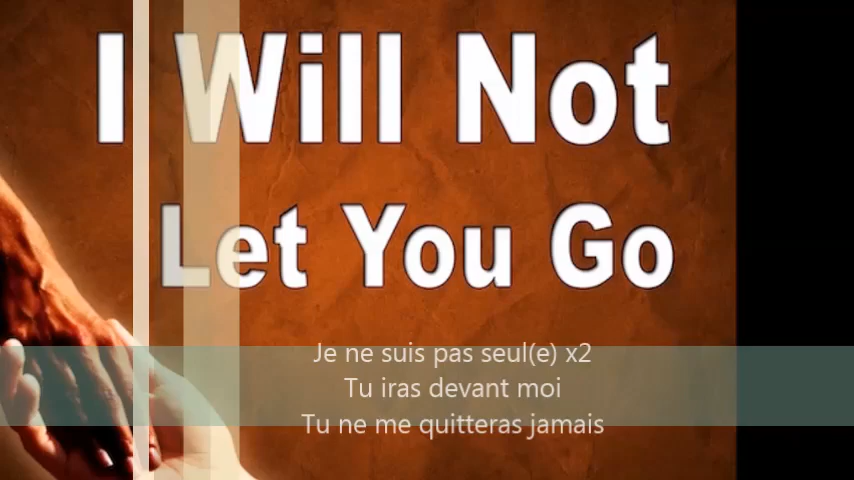 I Will Not
Let You Go
Je ne suis pas seul(e) x2
Tu iras devant moi
Tu ne me quitteras jamais